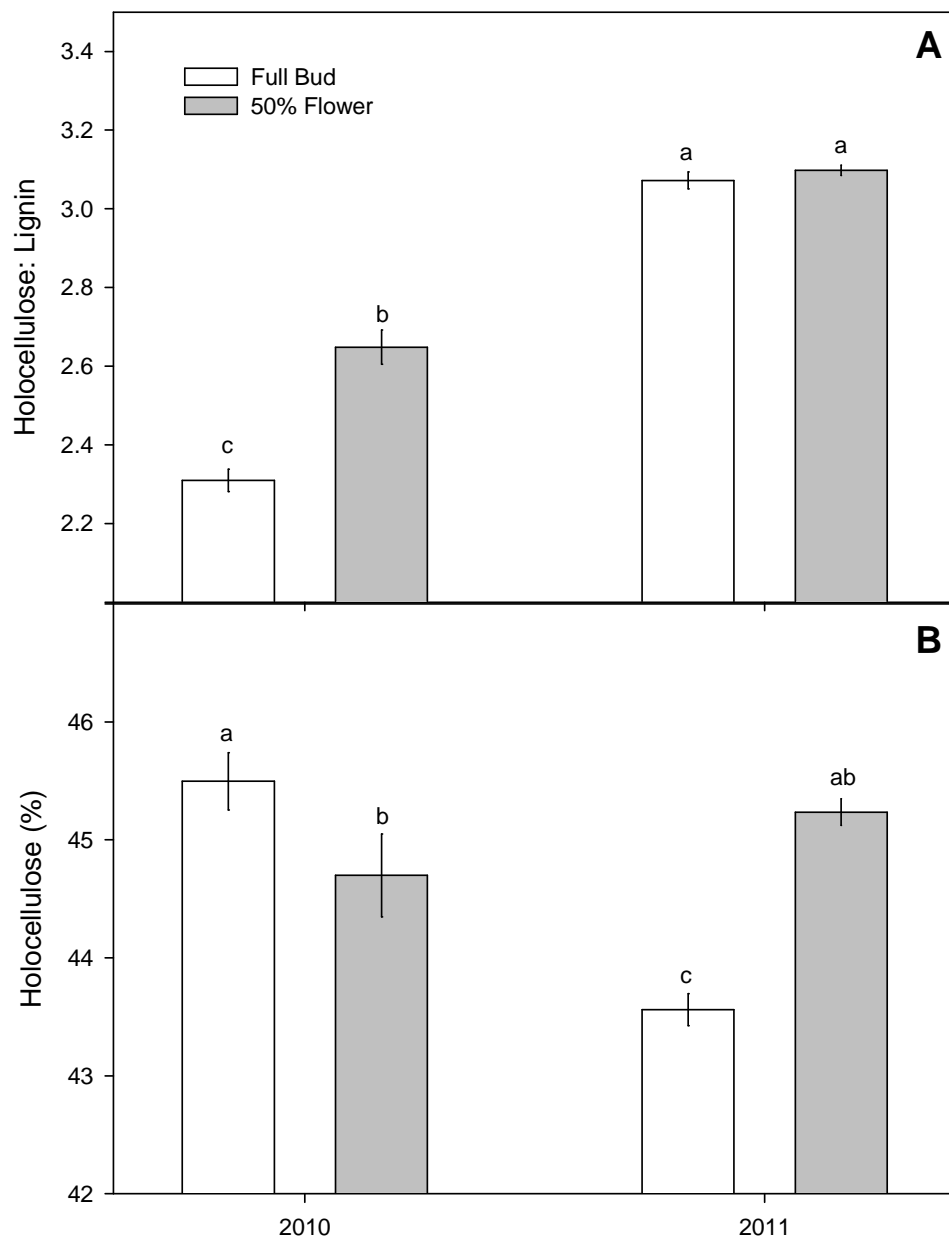 A
3.4
Full Bud
50% Flower
3.2
a a
3.0
Holocellulose: Lignin
2.8
b
2.6
2.4
c
2.2
B
46
a
ab
45
b
Holocellulose (%)
44
c
43
42
2010 2011